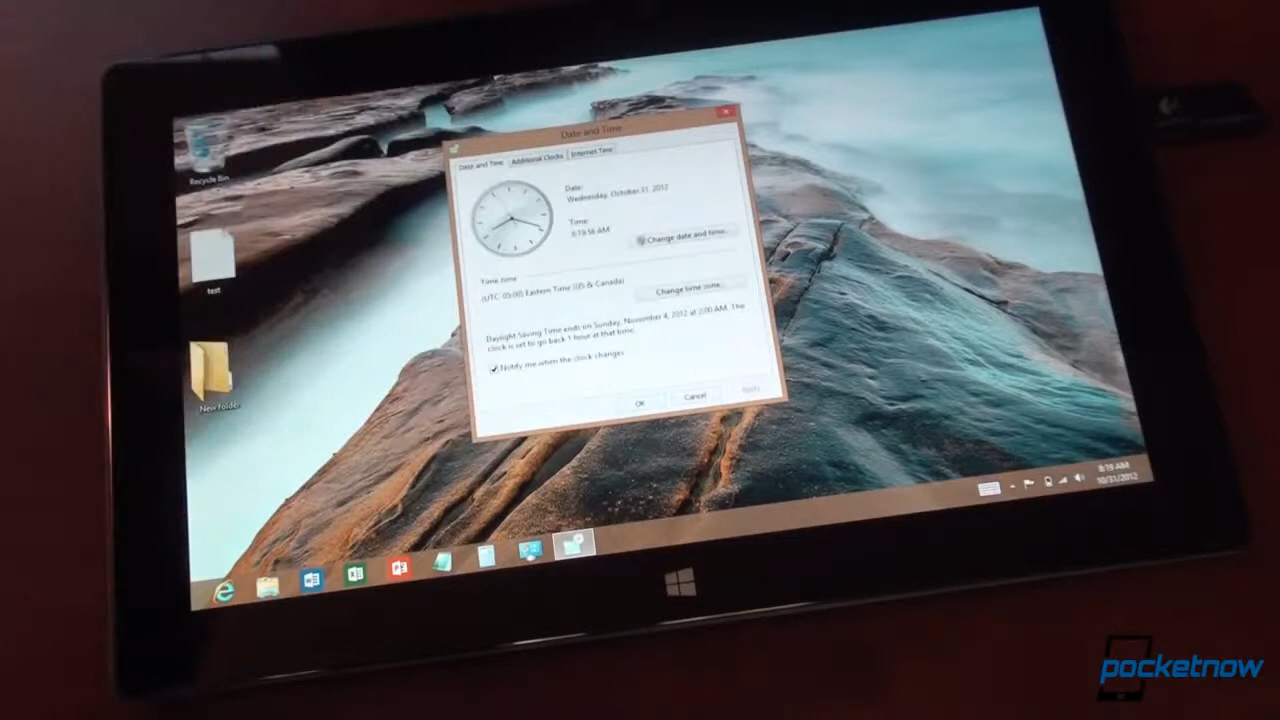 Recycle Bin
test
New folder
Date and Time
Date and Time
Additional Clocks
Internet Time
Date:
Wednesday, October 31, 2012
Time:
8:19:56 AM
Change date and time...
Time zone
(UTC-05:00) Eastern Time (US & Canada)
Change time zone...
Daylight Saving Time ends on Sunday, November 4, 2012 at 2:00 AM. The
clock is set to go back 1 hour at that time.
Notify me when the clock changes
OK
Cancel
Apply
8:19 AM
10/31/2012
pocketnow